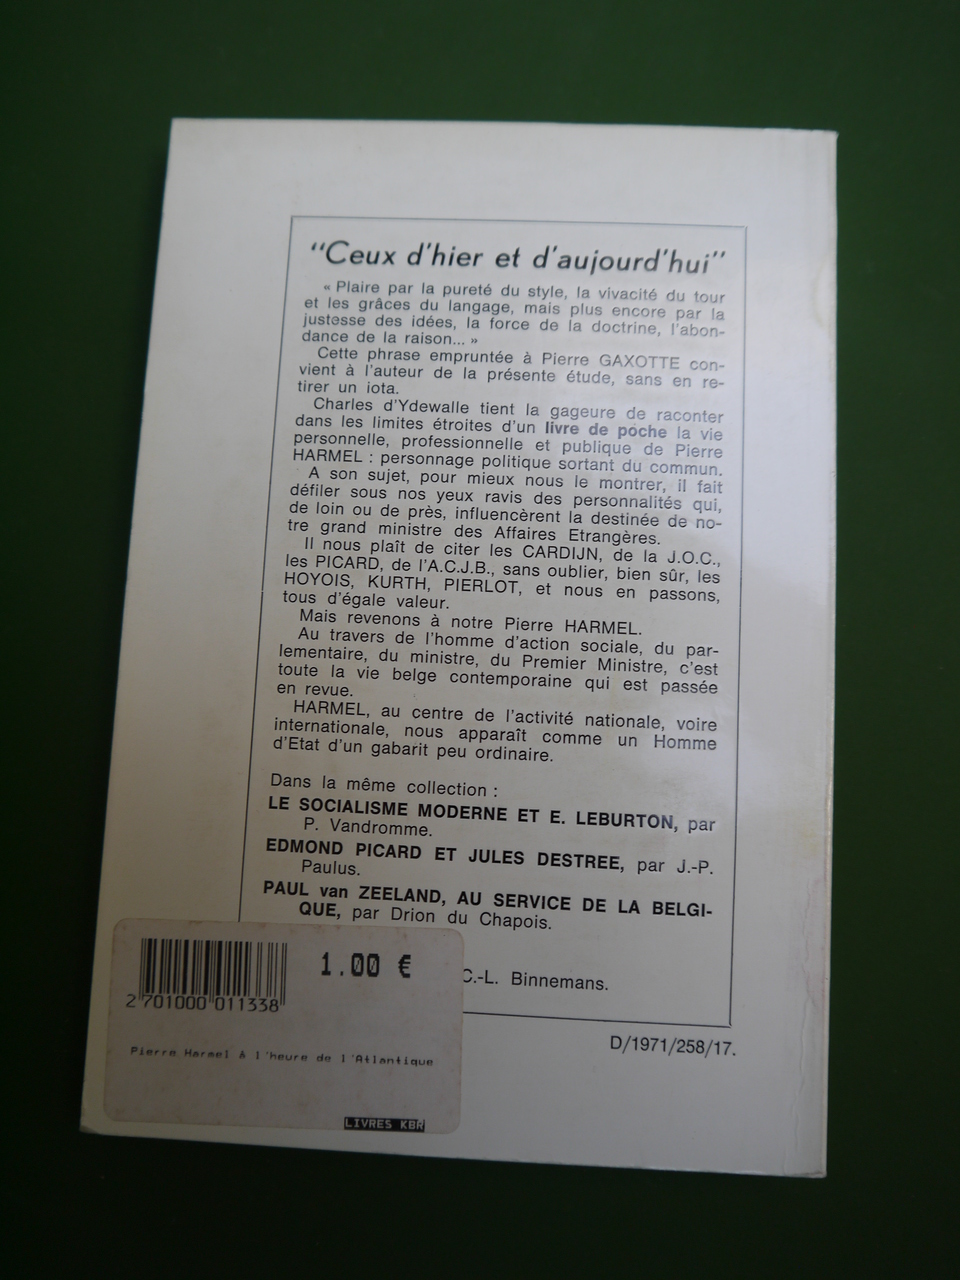 "Ceux d'hier et d'aujourd'hui"
« Plaire par la pureté du style, la vivacité du tour
et les grâces du langage, mais plus encore par la
justesse des idées, la force de la doctrine, l'abon-
dance de la raison... »
Cette phrase empruntée à Pierre GAXOTTE con-
vient à l'auteur de la présente étude, sans en re-
tirer un iota.
Charles d'Ydewalle tient la gageure de raconter
dans les limites étroites d'un livre de poche la vie
personnelle, professionnelle et publique de Pierre
HARMEL : personnage politique sortant du commun.
A son sujet, pour mieux nous le montrer, il fait
défiler sous nos yeux ravis des personnalités qui,
de loin ou de près, influencèrent la destinée de no-
tre grand ministre des Affaires Etrangères.
Il nous plaît de citer les CARDIJN, de la J.O.C.,
les PICARD, de l'A.C.J.B., sans oublier, bien sûr, les
HOYOIS, KURTH, PIERLOT, et nous en passons,
tous d'égale valeur.
Mais revenons à notre Pierre HARMEL.
Au travers de l'homme d'action sociale, du par-
lementaire, du ministre, du Premier Ministre, c'est
toute la vie belge contemporaine qui est passée
en revue.
HARMEL, au centre de l'activité nationale, voire
internationale, nous apparaît comme un Homme
d'Etat d'un gabarit peu ordinaire.
Dans la même collection :
LE SOCIALISME MODERNE ET E. LEBURTON, par
P. Vandromme.
EDMOND PICARD ET JULES DESTREE, par J.-P.
Paulus.
PAUL van ZEELAND, AU SERVICE DE LA BELGI-
QUE, par Drion du Chapois.
C.-L. Binnemans.
D/1971/258/17.
1.00 €
2 701000 011338
Pierre Harmel à l'heure de l'Atlantique
LIVRES KBR